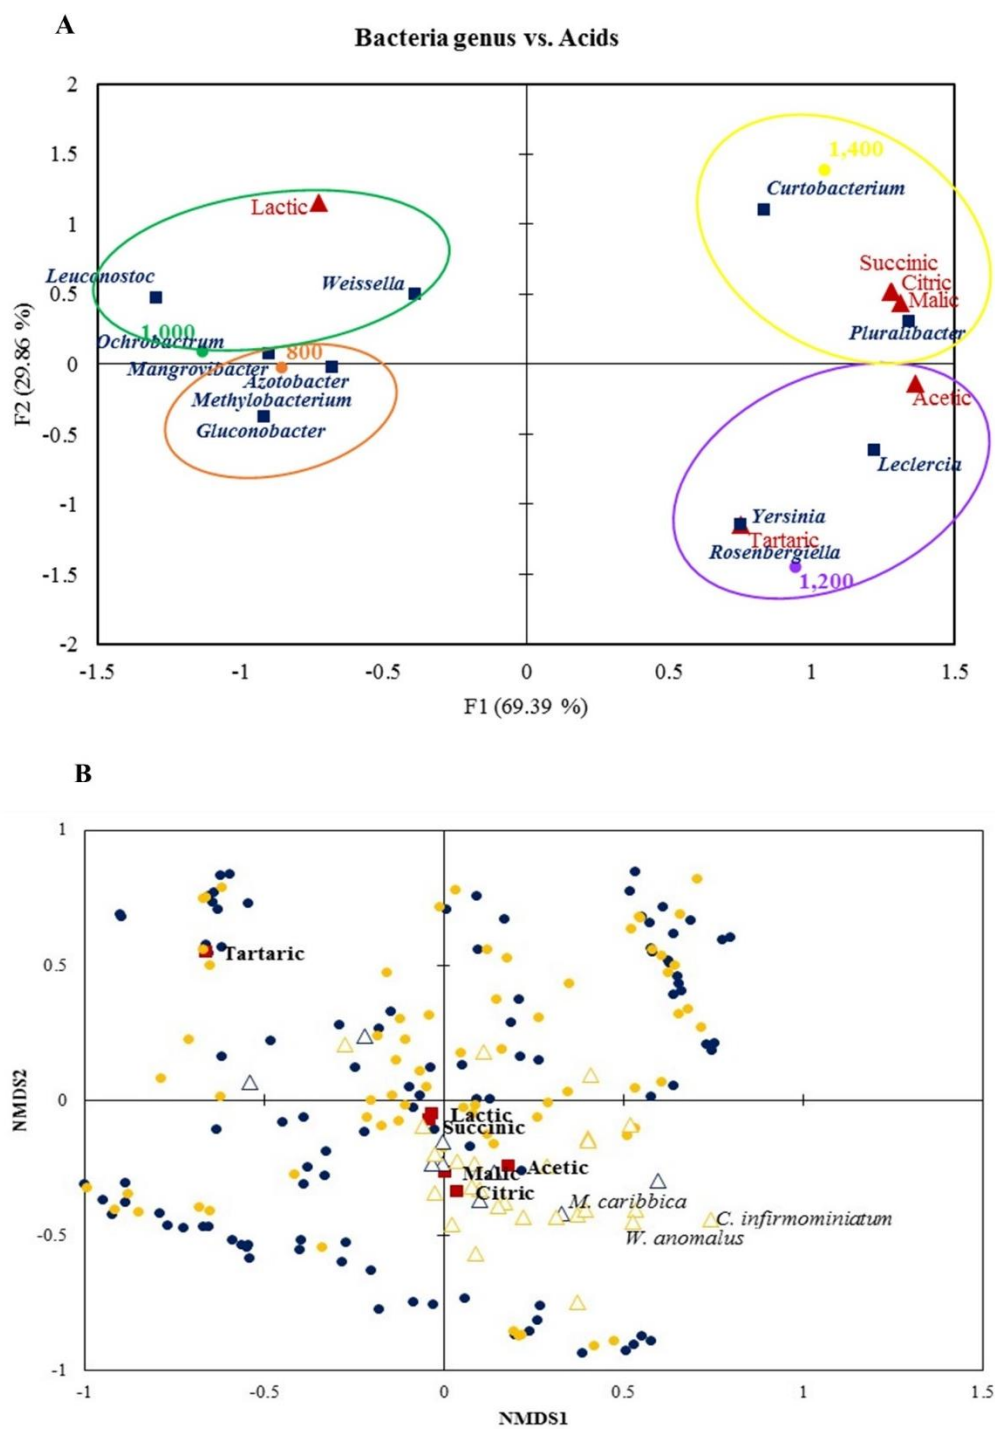 A
Bacteria genus vs. Acids
2
1.5
1,400
Curtobacterium
1
Lactic
Succinic
Leuconostoc
Weissella
Citric
0.5
Malic
1,000
Pluralibacter
Ochrobactrum
800
0
Mangrovibacter
Azotobacter
Methylobacterium
Acetic
Gluconobacter
-0.5
Leclercia
-1
Yersinia
Tartaric
Rosenbergiella
-1.5
1,200
-2
-1.5
-1
-0.5
0
0.5
1
1.5
F2 (29.86 %)
F1 (69.39 %)
B
1
Tartaric
0.5
0
Lactic
Succinic
Acetic
Malic
Citric
M. caribbica
C. infirmominiatum
-0.5
W. anomalus
-1
-1
-0.5
0
0.5
1
1.5
NMDS2
NMDS1